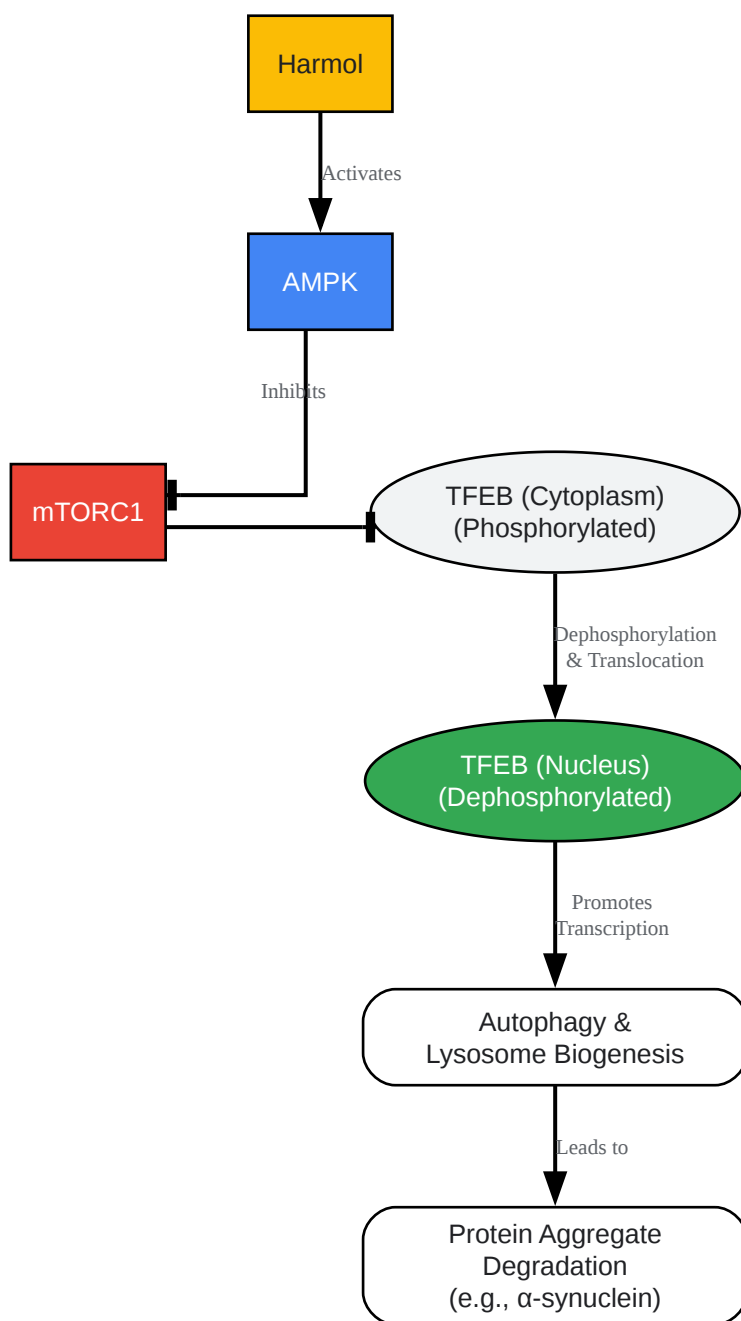 Harmol
Activates
AMPK
Inhibits
mTORC1
TFEB (Cytoplasm)
(Phosphorylated)
Dephosphorylation
& Translocation
TFEB (Nucleus)
(Dephosphorylated)
Promotes
Transcription
Autophagy &
Lysosome Biogenesis
Leads to
Protein Aggregate
Degradation
(e.g., α-synuclein)